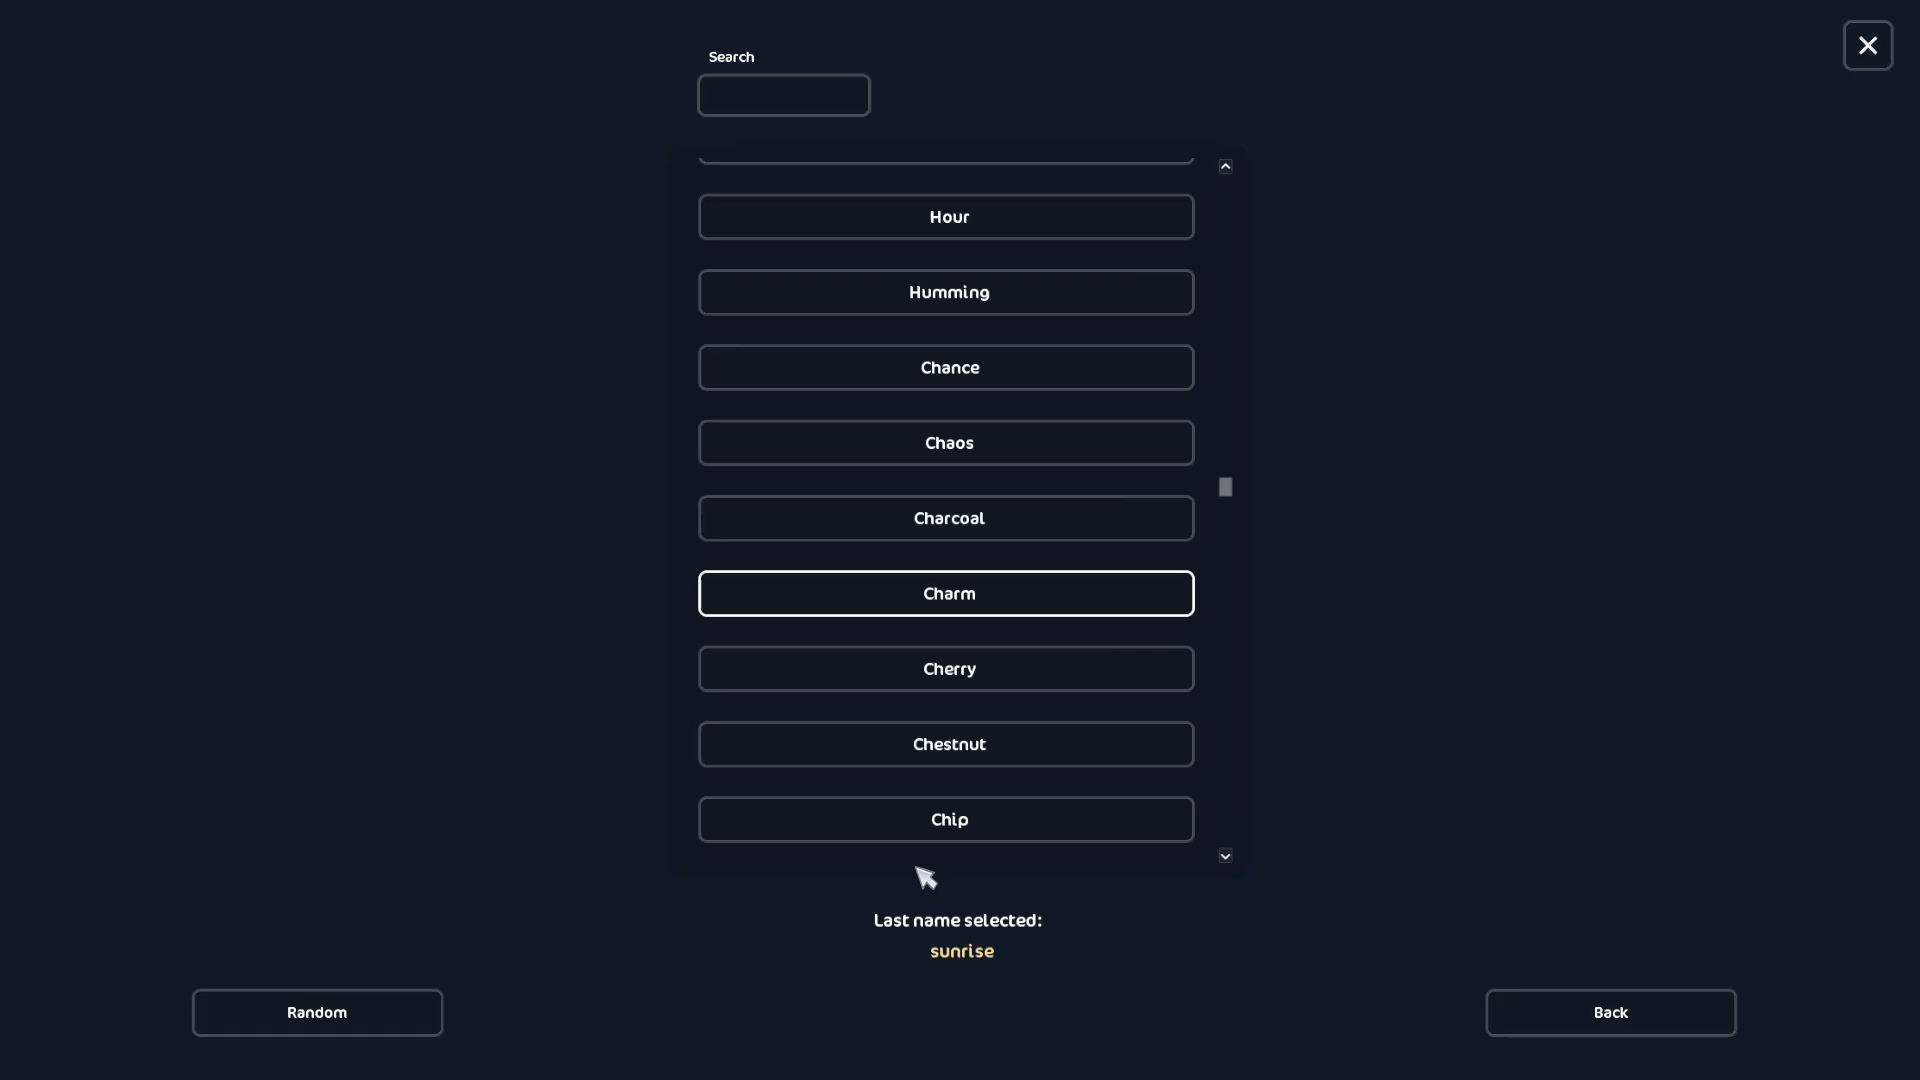 Search
Hour
Humming
Chance
Chaos
Charcoal
Charm
Cherry
Chestnut
Chip
Last name selected:
sunrise
Random
Back